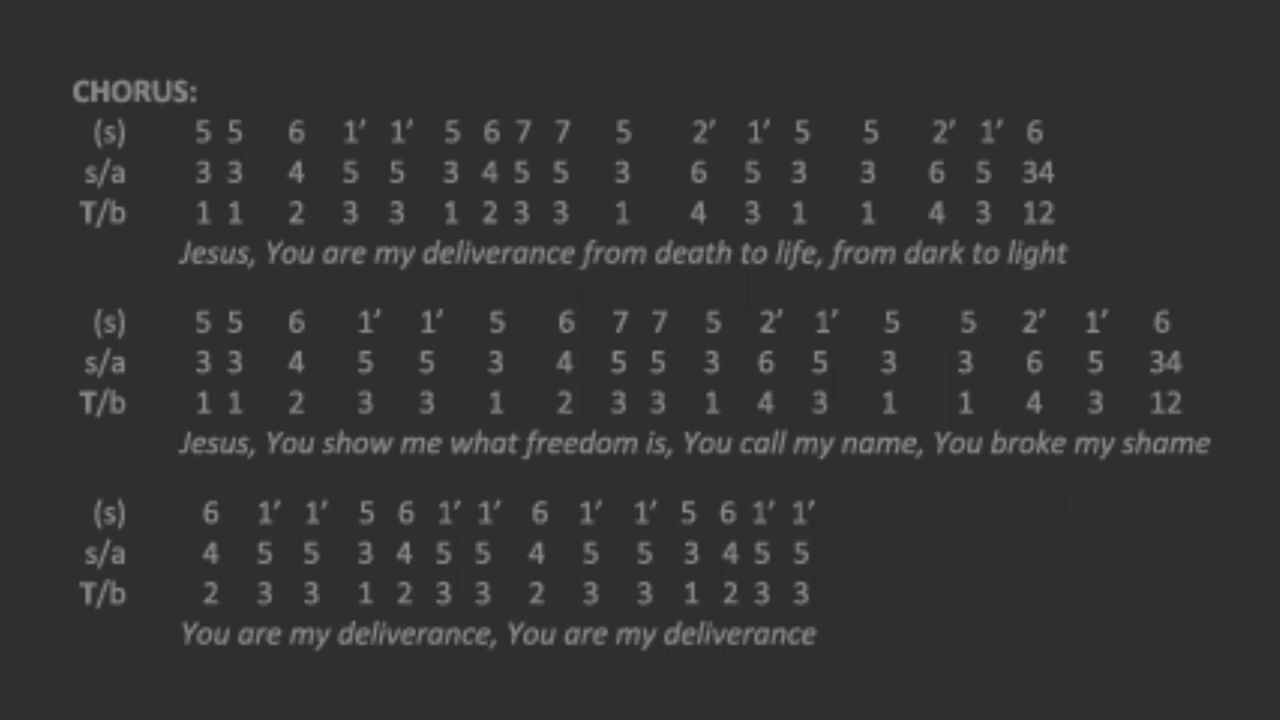 CHORUS:
(s) 5 5 6 1′ 1′ 5 6 7 7 5 2′ 1′ 5 5 2′ 1′ 6
s/a 3 3 4 5 5 3 4 5 5 3 6 5 3 3 6 5 34
T/b 1 1 2 3 3 1 2 3 3 1 4 3 1 1 4 3 12
Jesus, You are my deliverance from death to life, from dark to light
(s) 5 5 6 1′ 1′ 5 6 7 7 5 2′ 1′ 5 5 2′ 1′ 6
s/a 3 3 4 5 5 3 4 5 5 3 6 5 3 3 6 5 34
T/b 1 1 2 3 3 1 2 3 3 1 4 3 1 1 4 3 12
Jesus, You show me what freedom is, You call my name, You broke my shame
(s) 6 1′ 1′ 5 6 1′ 1′ 6 1′ 1′ 5 6 1′ 1′
s/a 4 5 5 3 4 5 5 4 5 5 3 4 5 5
T/b 2 3 3 1 2 3 3 2 3 3 1 2 3 3
You are my deliverance, You are my deliverance